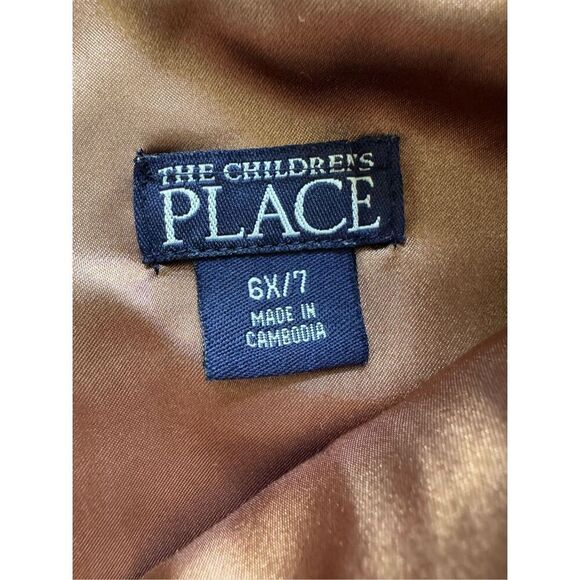 THE CHILDREN'S
PLACE
6X/7
MADE IN
CAMBODIA